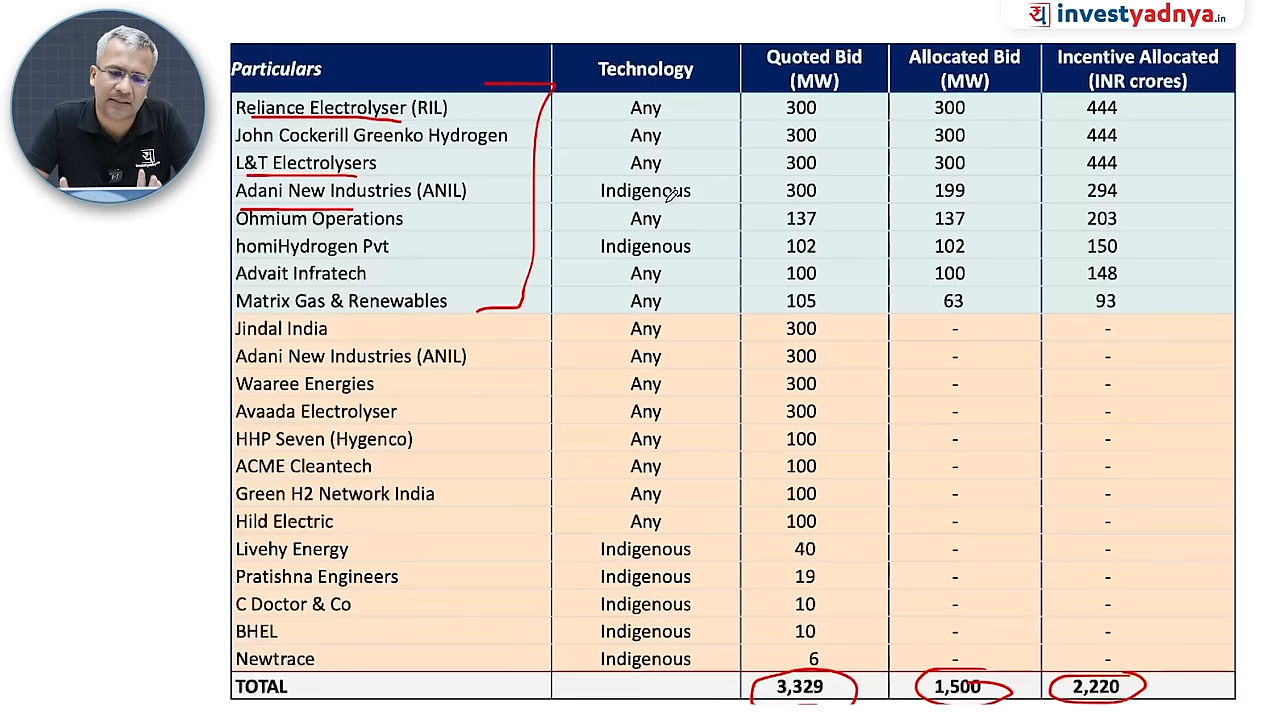 यज्ञ investyadnya.in
Particulars Technology Quoted Bid (MW) Allocated Bid (MW) Incentive Allocated (INR crores)
Reliance Electrolyser (RIL) Any 300 300 444
John Cockerill Greenko Hydrogen Any 300 300 444
L&T Electrolysers Any 300 300 444
Adani New Industries (ANIL) Indigenous 300 199 294
Ohmium Operations Any 137 137 203
homiHydrogen Pvt Indigenous 102 102 150
Advait Infratech Any 100 100 148
Matrix Gas & Renewables Any 105 63 93
Jindal India Any 300 - -
Adani New Industries (ANIL) Any 300 - -
Waaree Energies Any 300 - -
Avaada Electrolyser Any 300 - -
HHP Seven (Hygenco) Any 100 - -
ACME Cleantech Any 100 - -
Green H2 Network India Any 100 - -
Hild Electric Any 100 - -
Livehy Energy Indigenous 40 - -
Pratishna Engineers Indigenous 19 - -
C Doctor & Co Indigenous 10 - -
BHEL Indigenous 10 - -
Newtrace Indigenous 6 - -
TOTAL 3,329 1,500 2,220